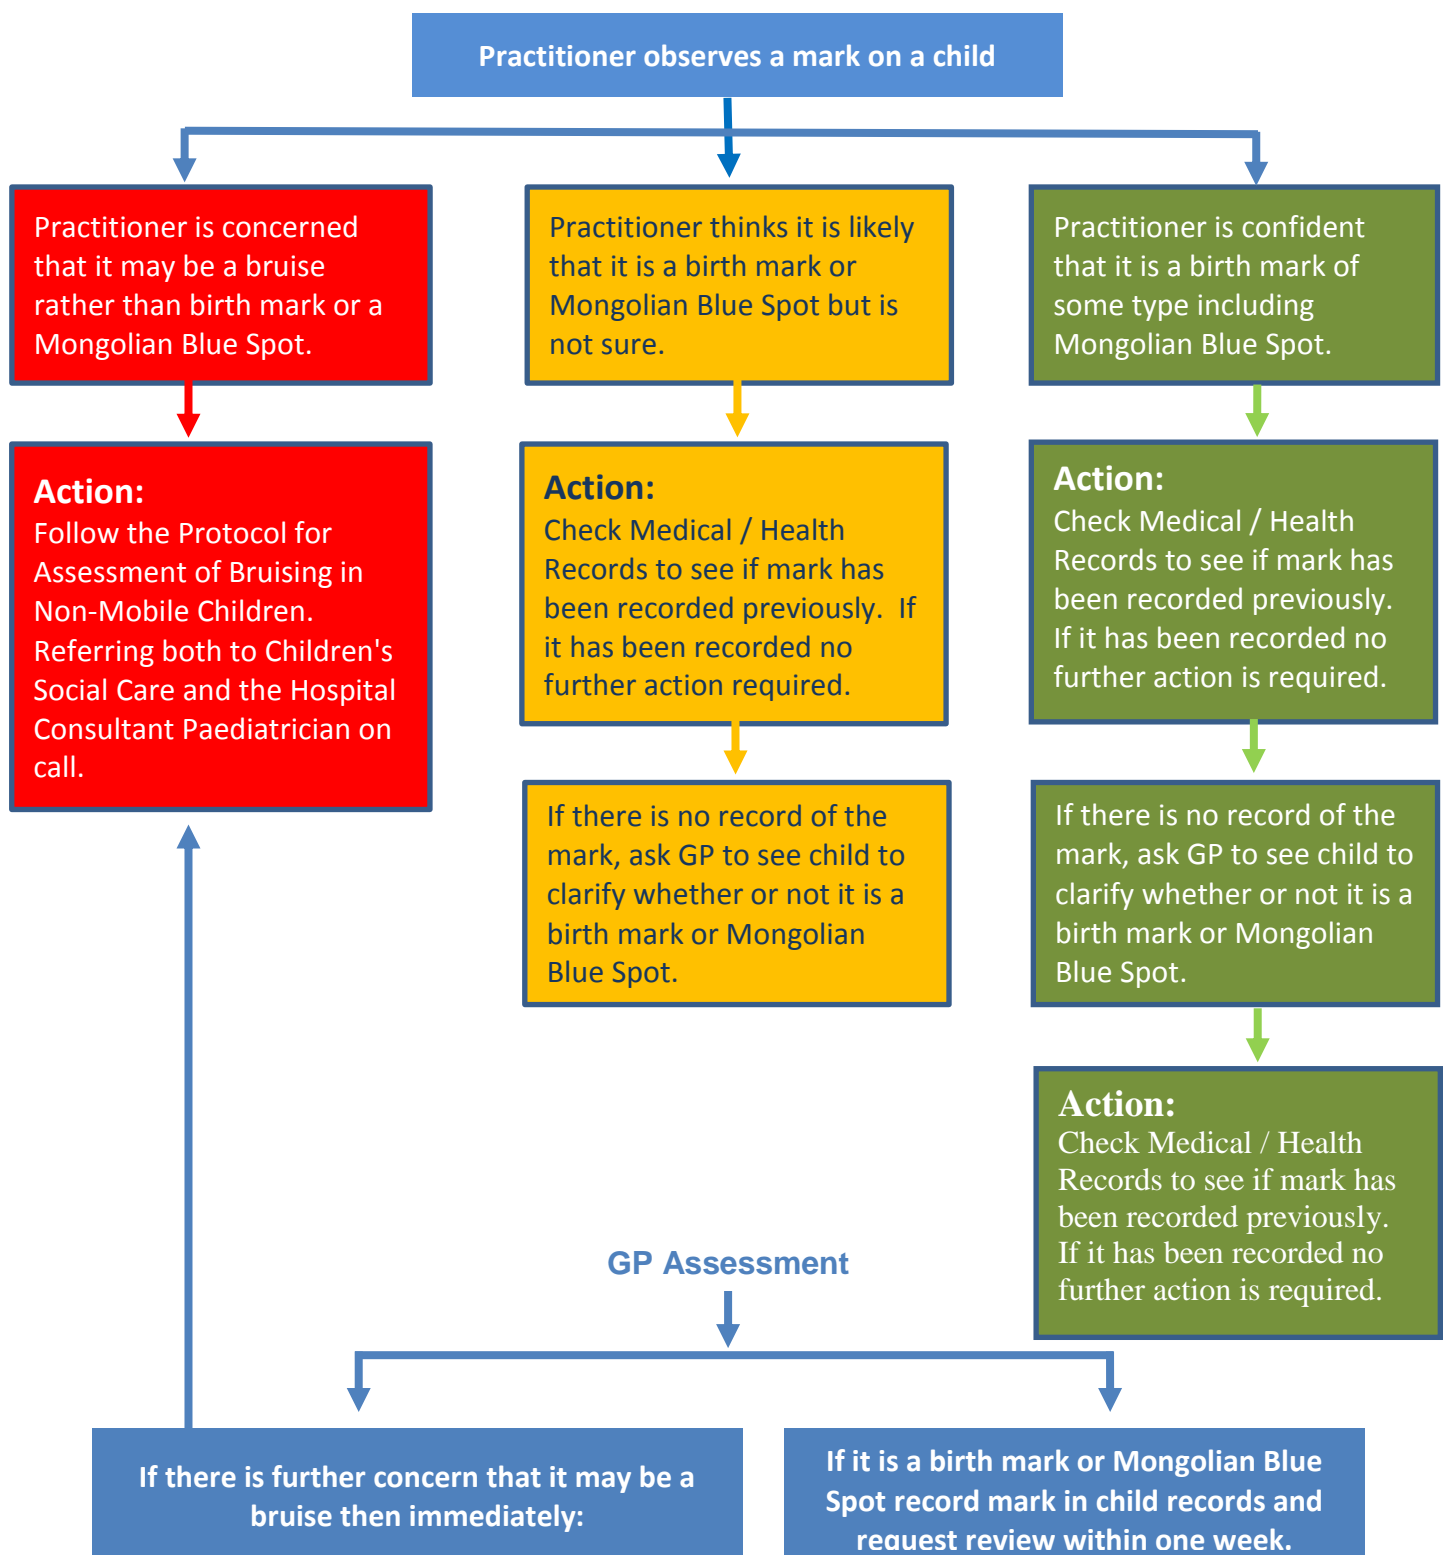 Practitioner observes a mark on a child
Practitioner is concerned
that it may be a bruise
rather than birth mark or a
Mongolian Blue Spot.
Practitioner thinks it is likely
that it is a birth mark or
Mongolian Blue Spot but is
not sure.
Practitioner is confident
that it is a birth mark of
some type including
Mongolian Blue Spot.
Action:
Follow the Protocol for
Assessment of Bruising in
Non-Mobile Children.
Referring both to Children's
Social Care and the Hospital
Consultant Paediatrician on
call.
Action:
Check Medical / Health
Records to see if mark has
been recorded previously.  If
it has been recorded no
further action required.
Action:
Check Medical / Health
Records to see if mark has
been recorded previously.
If it has been recorded no
further action is required.
If there is no record of the
mark, ask GP to see child to
clarify whether or not it is a
birth mark or Mongolian
Blue Spot.
If there is no record of the
mark, ask GP to see child to
clarify whether or not it is a
birth mark or Mongolian
Blue Spot.
Action:
Check Medical / Health
Records to see if mark has
been recorded previously.
If it has been recorded no
further action is required.
GP Assessment
If there is further concern that it may be a
bruise then immediately:
If it is a birth mark or Mongolian Blue
Spot record mark in child records and
request review within one week.